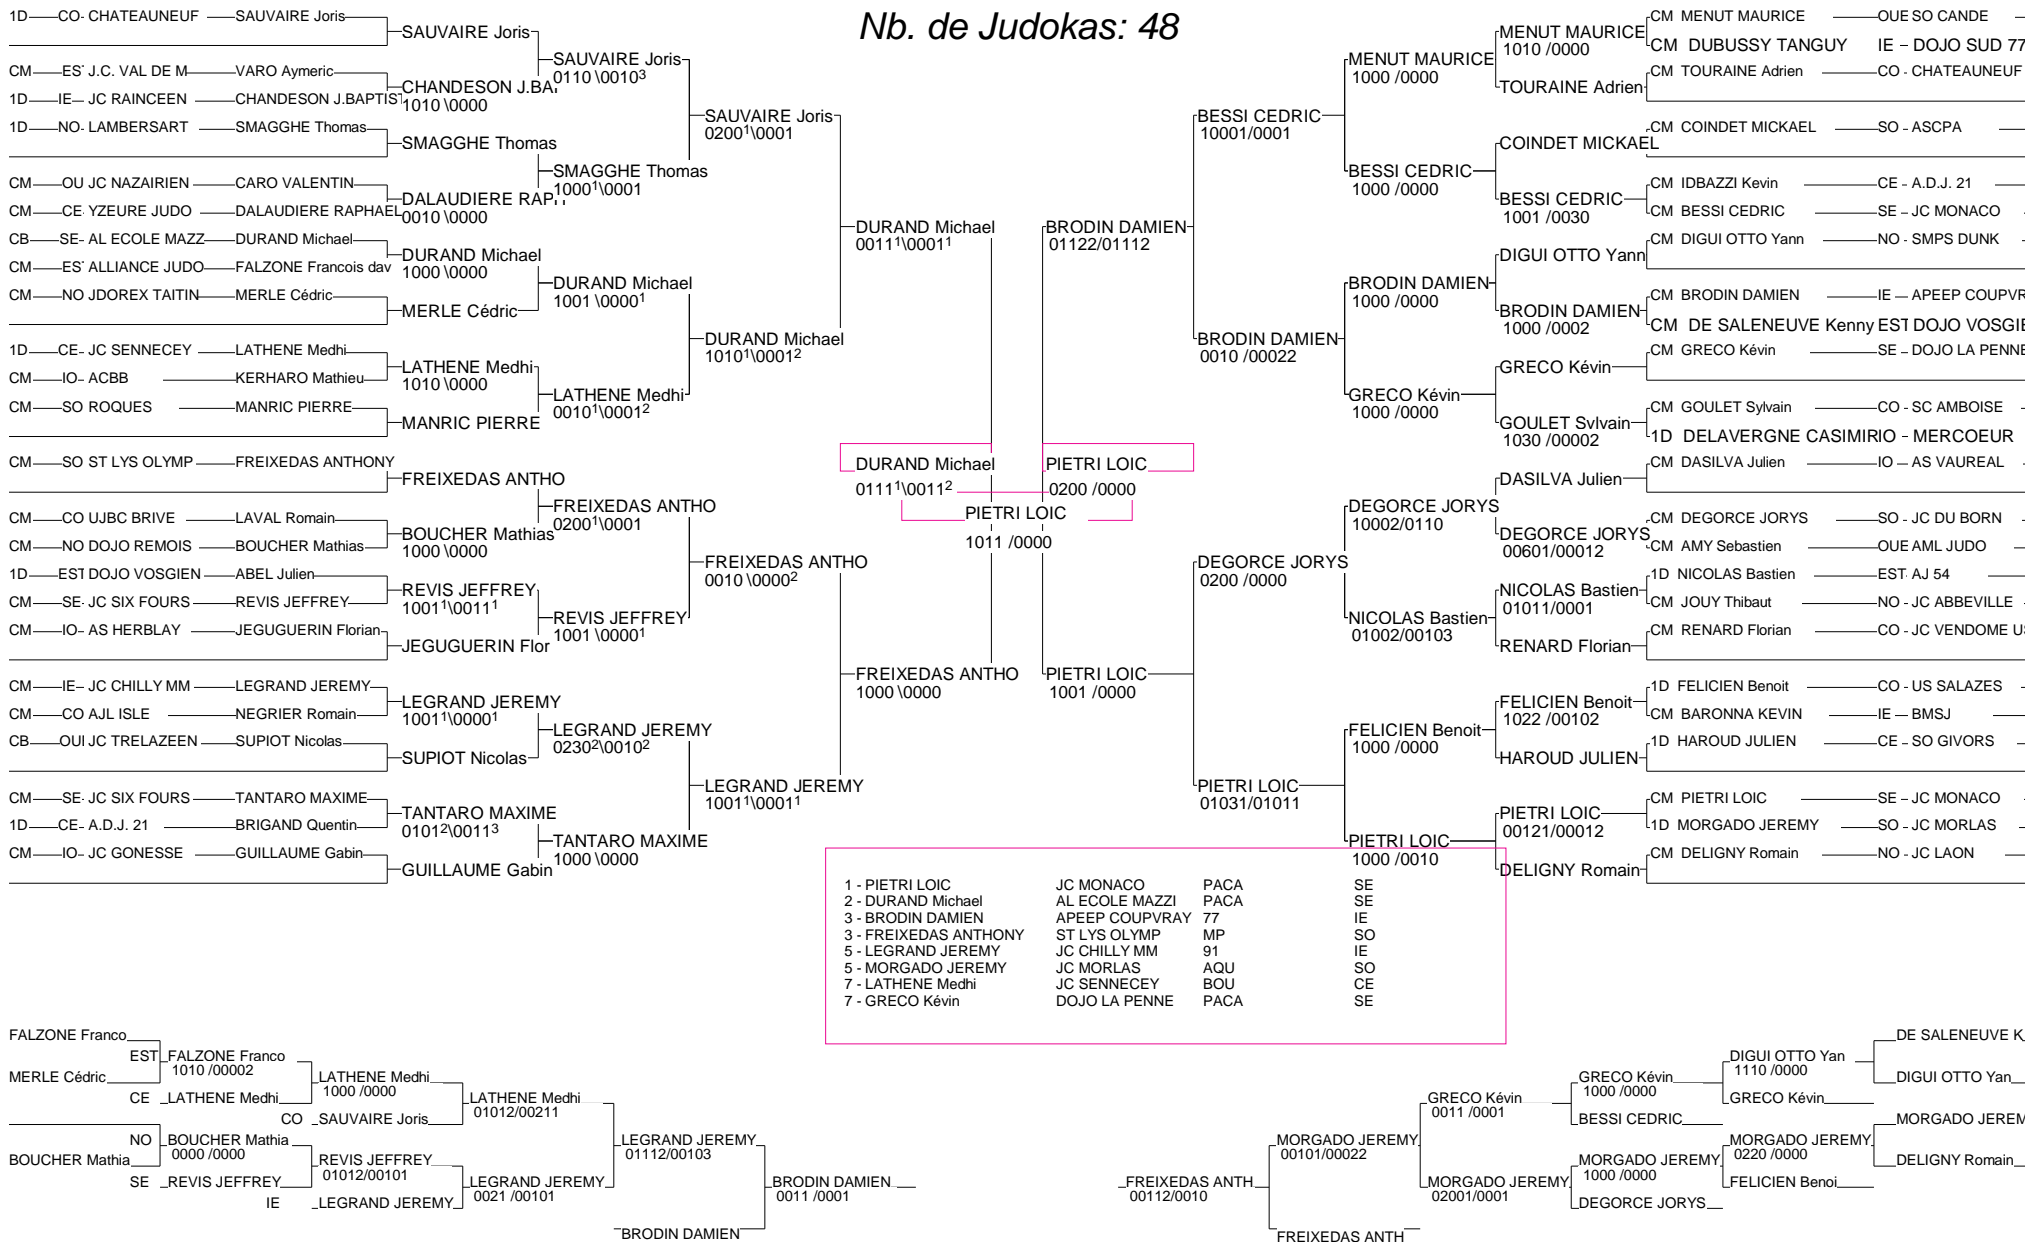 Nb. de Judokas: 48
1D CO- CHATEAUNEUF SAUVAIRE Joris
CM ES J.C. VAL DE M VARO Aymeric
1D IE JC RAINCEEN CHANDESON J.BAPTIST
1D NO- LAMBERSART SMAGGHE Thomas
CM OU JC NAZAIRIEN CARO VALENTIN
CM CE- YZEURE JUDO DALAUDIERE RAPHAEL
CB SE- AL ECOLE MAZZ DURAND Michael
CM ES ALLIANCE JUDO FALZONE Francois dav
CM NO JDOREX TAITIN MERLE Cédric
1D CE- JC SENNECEY LATHENE Medhi
CM IO- ACBB KERHARO Mathieu
CM SO ROQUES MANRIC PIERRE
CM SO ST LYS OLYMP FREIXEDAS ANTHONY
CM CO UJBC BRIVE LAVAL Romain
CM NO DOJO REMOIS BOUCHER Mathias
1D EST DOJO VOSGIEN ABEL Julien
CM SE- JC SIX FOURS REVIS JEFFREY
CM IO- AS HERBLAY JEGUGUERIN Florian
CM IE- JC CHILLY MM LEGRAND JEREMY
CM CO AJL ISLE NEGRIER Romain
CB OUI JC TRELAZEEN SUPIOT Nicolas
CM SE- JC SIX FOURS TANTARO MAXIME
1D CE- A.D.J. 21 BRIGAND Quentin
CM IO- JC GONESSE GUILLAUME Gabin
SAUVAIRE Joris
CHANDESON J.BA
1010 \0000
SMAGGHE Thomas
DALAUDIERE RAPH
0010 \0000
DURAND Michael
1000 \0000
MERLE Cédric
LATHENE Medhi
1010 \0000
MANRIC PIERRE
FREIXEDAS ANTHO
BOUCHER Mathias
1000 \0000
REVIS JEFFREY
1001¹\0011¹
JEGUGUERIN Flor
LEGRAND JEREMY
1001¹\0000¹
SUPIOT Nicolas
TANTARO MAXIME
0101²\0011³
GUILLAUME Gabin
SAUVAIRE Joris
0110 \0010³
SMAGGHE Thomas
1000¹\0001
DURAND Michael
1001 \0000¹
LATHENE Medhi
0010¹\0001²
FREIXEDAS ANTHO
0200¹\0001
REVIS JEFFREY
1001 \0000¹
LEGRAND JEREMY
0230²\0010²
TANTARO MAXIME
1000 \0000
SAUVAIRE Joris
0200¹\0001
DURAND Michael
1010¹\0001²
FREIXEDAS ANTHO
0010 \0000²
LEGRAND JEREMY
1001¹\0001¹
DURAND Michael
0011¹\0001¹
FREIXEDAS ANTHO
1000 \0000
DURAND Michael
0111¹\0011²
PIETRI LOIC
0200 /0000
PIETRI LOIC
1011 /0000
BRODIN DAMIEN
01122/01112
PIETRI LOIC
1001 /0000
BESSI CEDRIC
10001/0001
BRODIN DAMIEN
0010 /00022
DEGORCE JORYS
0200 /0000
PIETRI LOIC
01031/01011
MENUT MAURICE
1000 /0000
BESSI CEDRIC
1000 /0000
BRODIN DAMIEN
1000 /0000
GRECO Kévin
1000 /0000
DEGORCE JORYS
10002/0110
NICOLAS Bastien
01002/00103
FELICIEN Benoit
1000 /0000
PIETRI LOIC
1000 /0010
MENUT MAURICE
1010 /0000
TOURAINE Adrien
COINDET MICKAEL
BESSI CEDRIC
1001 /0030
DIGUI OTTO Yann
BRODIN DAMIEN
1000 /0002
GRECO Kévin
GOULET Sylvain
1030 /00002
DASILVA Julien
DEGORCE JORYS
00601/00012
NICOLAS Bastien
01011/0001
RENARD Florian
FELICIEN Benoit
1022 /00102
HAROUD JULIEN
PIETRI LOIC
00121/00012
DELIGNY Romain
CM MENUT MAURICE OUE SO CANDE
CM DUBUSSY TANGUY IE - DOJO SUD 77
CM TOURAINE Adrien CO - CHATEAUNEUF
CM COINDET MICKAEL SO - ASCPA
CM IDBAZZI Kevin CE - A.D.J. 21
CM BESSI CEDRIC SE - JC MONACO
CM DIGUI OTTO Yann NO - SMPS DUNK
CM BRODIN DAMIEN IE - APEEP COUPVR
CM DE SALENEUVE Kenny EST DOJO VOSGIE
CM GRECO Kévin SE - DOJO LA PENNE
CM GOULET Sylvain CO - SC AMBOISE
1D DELAVERGNE CASIMIR IO - MERCOEUR
CM DASILVA Julien IO - AS VAUREAL
CM DEGORCE JORYS SO - JC DU BORN
CM AMY Sebastien OUE AML JUDO
1D NICOLAS Bastien EST AJ 54
CM JOUY Thibaut NO - JC ABBEVILLE
CM RENARD Florian CO - JC VENDOME US
1D FELICIEN Benoit CO - US SALAZES
CM BARONNA KEVIN IE - BMSJ
1D HAROUD JULIEN CE - SO GIVORS
CM PIETRI LOIC SE - JC MONACO
1D MORGADO JEREMY SO - JC MORLAS
CM DELIGNY Romain NO - JC LAON
1 - PIETRI LOIC JC MONACO PACA SE
2 - DURAND Michael AL ECOLE MAZZI PACA SE
3 - BRODIN DAMIEN APEEP COUPVRAY 77 IE
3 - FREIXEDAS ANTHONY ST LYS OLYMP MP SO
5 - LEGRAND JEREMY JC CHILLY MM 91 IE
5 - MORGADO JEREMY JC MORLAS AQU SO
7 - LATHENE Medhi JC SENNECEY BOU CE
7 - GRECO Kévin DOJO LA PENNE PACA SE
FALZONE Franco
MERLE Cédric
BOUCHER Mathia
EST FALZONE Franco
1010 /00002
CE LATHENE Medhi
NO BOUCHER Mathia
0000 /0000
SE REVIS JEFFREY
LATHENE Medhi
1000 /0000
CO SAUVAIRE Joris
REVIS JEFFREY
01012/00101
IE LEGRAND JEREMY
LATHENE Medhi
01012/00211
LEGRAND JEREMY
0021 /00101
LEGRAND JEREMY
01112/00103
BRODIN DAMIEN
BRODIN DAMIEN
0011 /0001
FREIXEDAS ANTH
00112/0010
MORGADO JEREMY
00101/00022
FREIXEDAS ANTH
GRECO Kévin
0011 /0001
MORGADO JEREMY
02001/0001
GRECO Kévin
1000 /0000
BESSI CEDRIC
MORGADO JEREMY
1000 /0000
DEGORCE JORYS
DIGUI OTTO Yan
1110 /0000
GRECO Kévin
MORGADO JEREMY
0220 /0000
FELICIEN Benoi
DE SALENEUVE K
DIGUI OTTO Yan
MORGADO JEREM
DELIGNY Romain